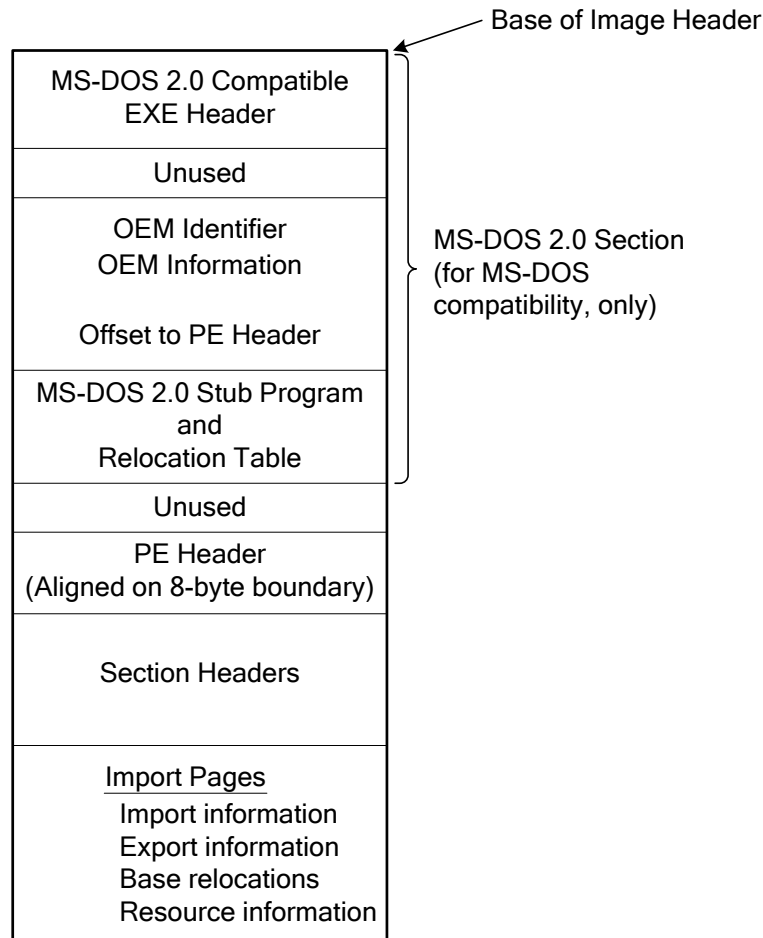 Base of Image Header
MS-DOS 2.0 Compatible
EXE Header
Unused
OEM Identifier
OEM Information
Offset to PE Header
MS-DOS 2.0 Section
(for MS-DOS
compatibility, only)
MS-DOS 2.0 Stub Program
and
Relocation Table
Unused
PE Header
(Aligned on 8-byte boundary)
Section Headers
Import Pages
Import information
Export information
Base relocations
Resource information